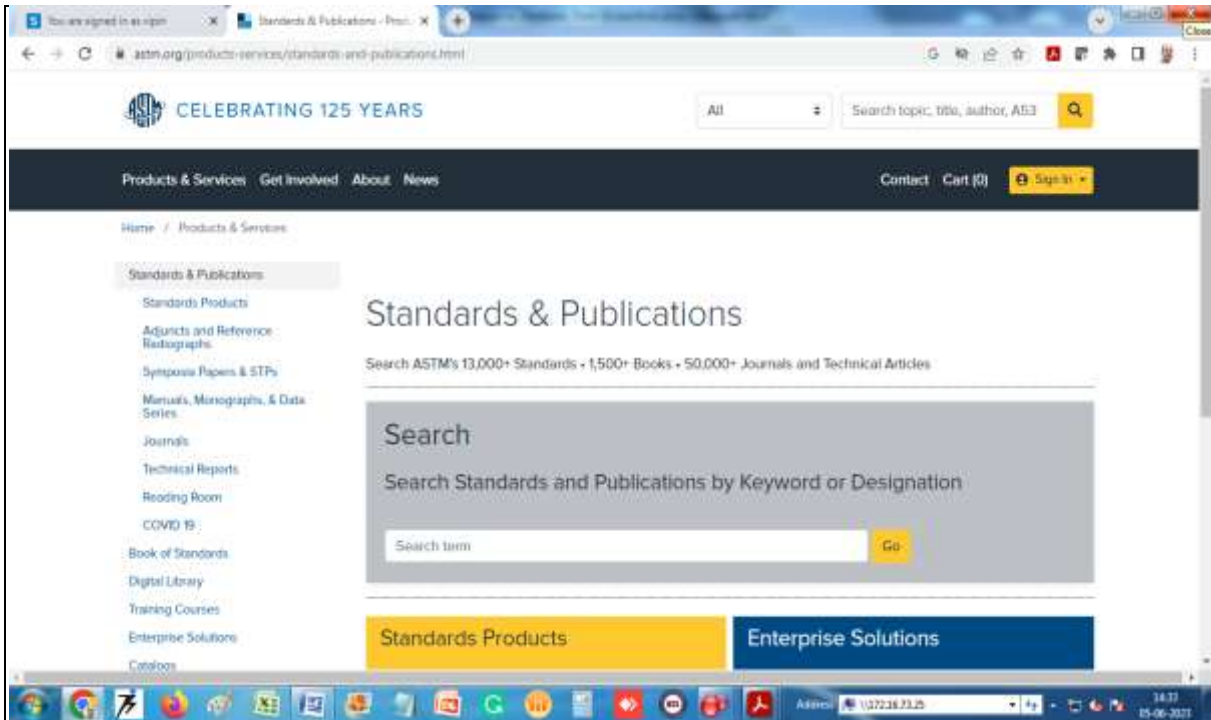 You are signed in as vipin
Standards & Publications - Prod
Close
astm.org/products-services/standards-and-publications.html
ASTM
CELEBRATING 125 YEARS
All
Search topic, title, author, A53
Products & Services Get Involved About News
Contact Cart (0) Sign In
Home / Products & Services
Standards & Publications
Standards Products
Adjuncts and Reference
Radiographs
Symposia Papers & STPs
Manuals, Monographs, & Data
Series
Journals
Technical Reports
Reading Room
COVID 19
Book of Standards
Digital Library
Training Courses
Enterprise Solutions
Catalogs
Standards & Publications
Search ASTM's 13,000+ Standards • 1,500+ Books • 50,000+ Journals and Technical Articles
Search
Search Standards and Publications by Keyword or Designation
Search term
Go
Standards Products
Enterprise Solutions
Address
\\172.16.73.25
14:37